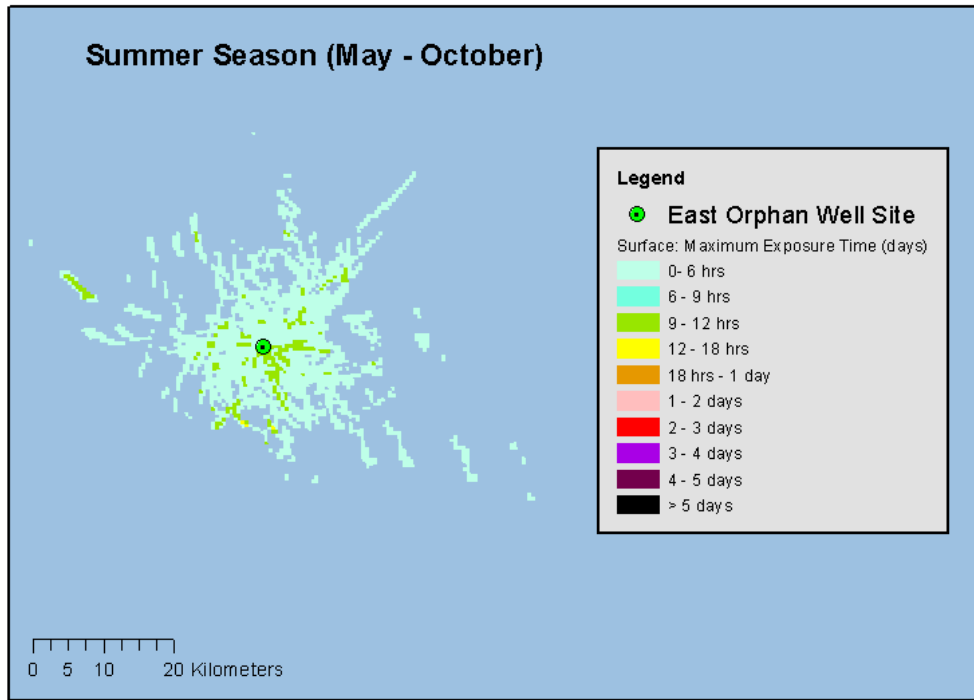 Summer Season (May - October)
Legend
East Orphan Well Site
Surface: Maximum Exposure Time (days)
0- 6 hrs
6 - 9 hrs
9 - 12 hrs
12 - 18 hrs
18 hrs - 1 day
1 - 2 days
2 - 3 days
3 - 4 days
4 - 5 days
> 5 days
0 5 10 20 Kilometers